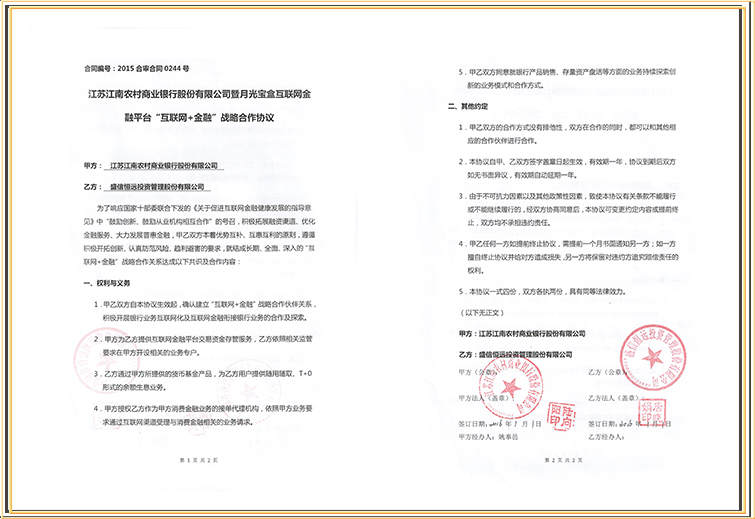 合同编号：2015合审合同0244号
江苏江南农村商业银行股份有限公司暨月光宝盒互联网金
融平台“互联网+金融”战略合作协议
甲方： 江苏江南农村商业银行股份有限公司
乙方： 盛信恒远投资管理股份有限公司
为了响应国家十部委联合下发的《关于促进互联网金融健康发展的指导意
见》中“鼓励创新、鼓励从业机构相互合作”的号召，积极拓展融资渠道、优化
金融服务、大力发展普惠金融，甲乙双方本着优势互补、互惠互利的原则，遵循
积极开拓创新、认真防范风险、趋利避害的要求，就结成长期、全面、深入的“互
联网+金融”战略合作关系达成以下共识及合作内容：
一、权利与义务
1．甲乙双方自本协议生效起，确认建立“互联网+金融”战略合作伙伴关系，
积极开展银行业务互联网化及互联网金融衔接银行业务的合作及探索。
2．甲方为乙方提供互联网金融平台交易资金存管服务，乙方依照相关监管
要求在甲方开设相关的业务专户。
3．乙方通过甲方所提供的货币基金产品，为乙方用户提供随用随取、T+0
形式的余额生息业务。
4．甲方授权乙方作为甲方消费金融业务的接单代理机构，依照甲方业务要
求通过互联网渠道受理与消费金融相关的业务请求。
第 1 页 共 2 页
5．甲乙双方同意就银行产品销售、存量资产盘活等方面的业务持续探索创
新的业务模式和合作方式。
二、其他约定
1．甲乙双方的合作方式没有排他性，双方在合作的同时，都可以和其他相
应的合作伙伴进行合作。
2．本协议自甲、乙双方签字盖章日起生效，有效期一年，协议到期后双方
如无书面异议，有效期自动延期一年。
3．由于不可抗力因素以及其他政策性因素，致使本协议有关条款不能履行
或不能继续履行的，经双方协商同意后，本协议可变更约定内容或提前终
止，双方均不承担违约责任。
4．甲乙任何一方如提前终止协议，需提前一个月书面通知另一方；如一方
擅自终止协议并给对方造成损失，另一方将保留对违约方追究赔偿责任的
权利。
5．本协议一式四份，双方各执两份，具有同等法律效力。
（以下无正文）
甲方：江苏江南农村商业银行股份有限公司
乙方：盛信恒远投资管理股份有限公司
甲方（公章）： 乙方（公章）：
甲方法人（盖章）： 乙方法人（盖章）：
陆向阳印
签订日期：2016年1月1日 签订日期：2016年1月1日
甲方经办人：姚奉邑 乙方经办人：
第 2 页 共 2 页